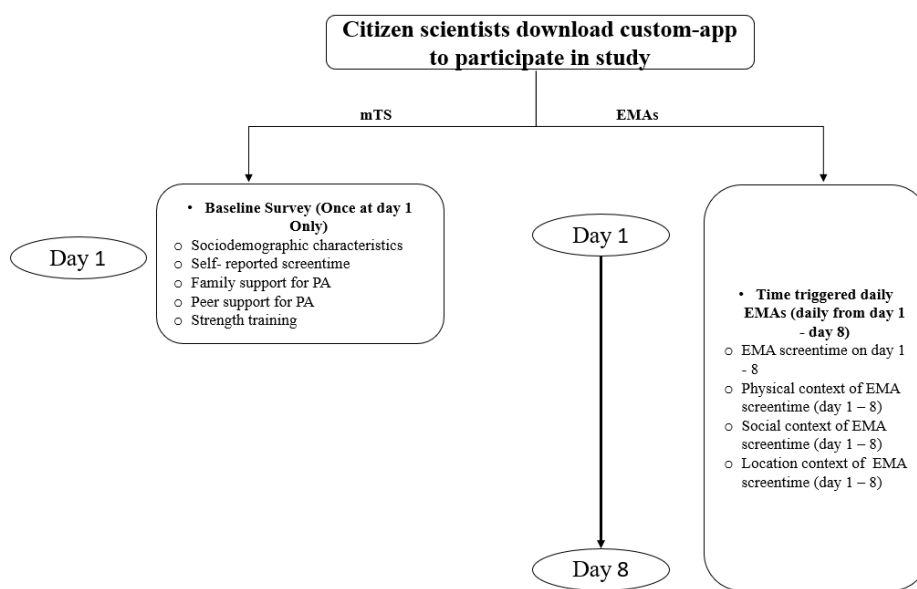 Citizen scientists download custom-app
to participate in study
mTS
EMAs
• Baseline Survey (Once at day 1
Only)
o Sociodemographic characteristics
o Self- reported screentime
o Family support for PA
o Peer support for PA
o Strength training
Day 1
Day 1
Day 8
• Time triggered daily
EMAs (daily from day 1
- day 8)
o EMA screentime on day 1
- 8
o Physical context of EMA
screentime (day 1 – 8)
o Social context of EMA
screentime (day 1 – 8)
o Location context of EMA
screentime (day 1 – 8)